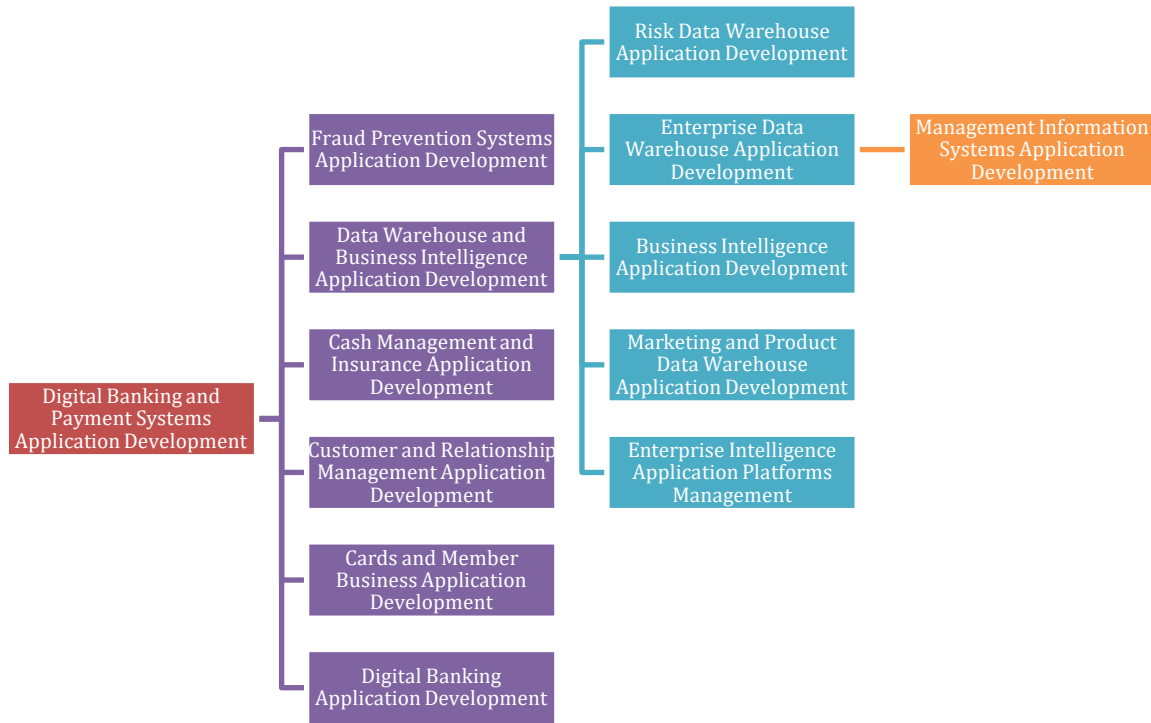 Digital Banking and
Payment Systems
Application Development
Fraud Prevention Systems
Application Development
Data Warehouse and
Business Intelligence
Application Development
Cash Management and
Insurance Application
Development
Customer and Relationship
Management Application
Development
Cards and Member
Business Application
Development
Digital Banking
Application Development
Risk Data Warehouse
Application Development
Enterprise Data
Warehouse Application
Development
Business Intelligence
Application Development
Marketing and Product
Data Warehouse
Application Development
Enterprise Intelligence
Application Platforms
Management
Management Information
Systems Application
Development